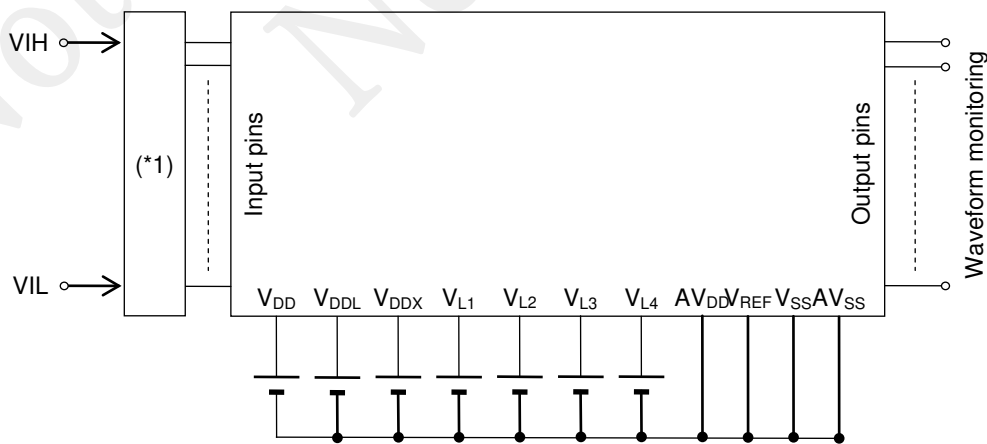 VIH
(*1)
VIL
Input pins
Output pins
Waveform monitoring
VDD VDDL VDDX VL1 VL2 VL3 VL4 AVDD VREF VSS AVSS